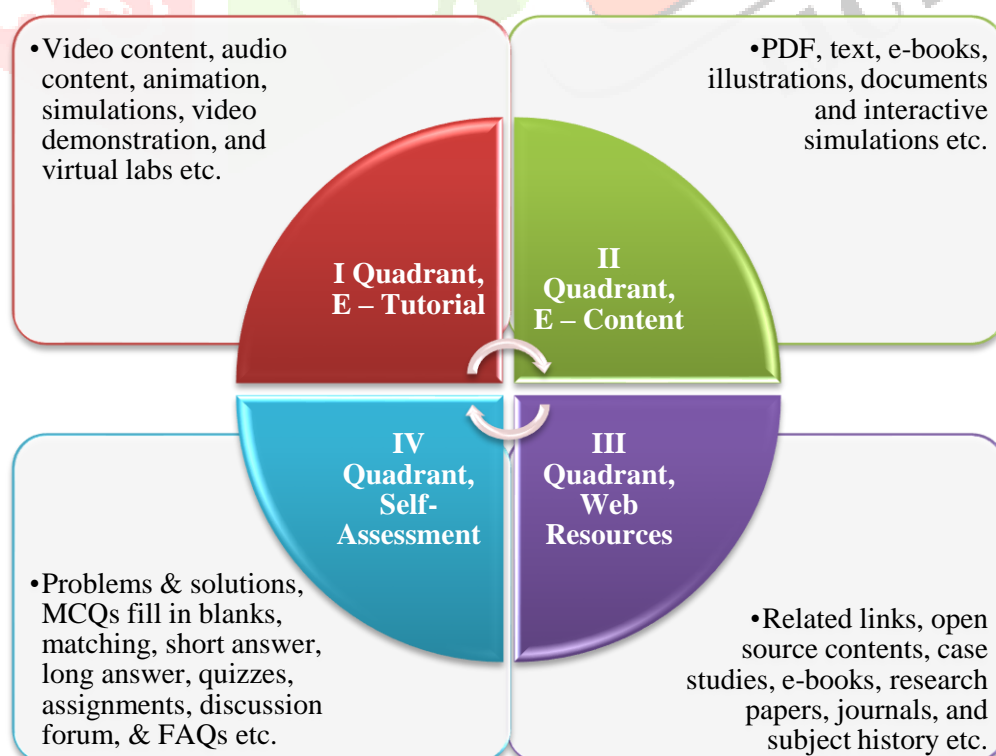 •Video content, audio
content, animation,
simulations, video
demonstration, and
virtual labs etc.
•PDF, text, e-books,
illustrations, documents
and interactive
simulations etc.
I Quadrant,
E – Tutorial
II
Quadrant,
E – Content
IV
Quadrant,
Self-
Assessment
III
Quadrant,
Web
Resources
•Problems & solutions,
MCQs fill in blanks,
matching, short answer,
long answer, quizzes,
assignments, discussion
forum, & FAQs etc.
•Related links, open
source contents, case
studies, e-books, research
papers, journals, and
subject history etc.